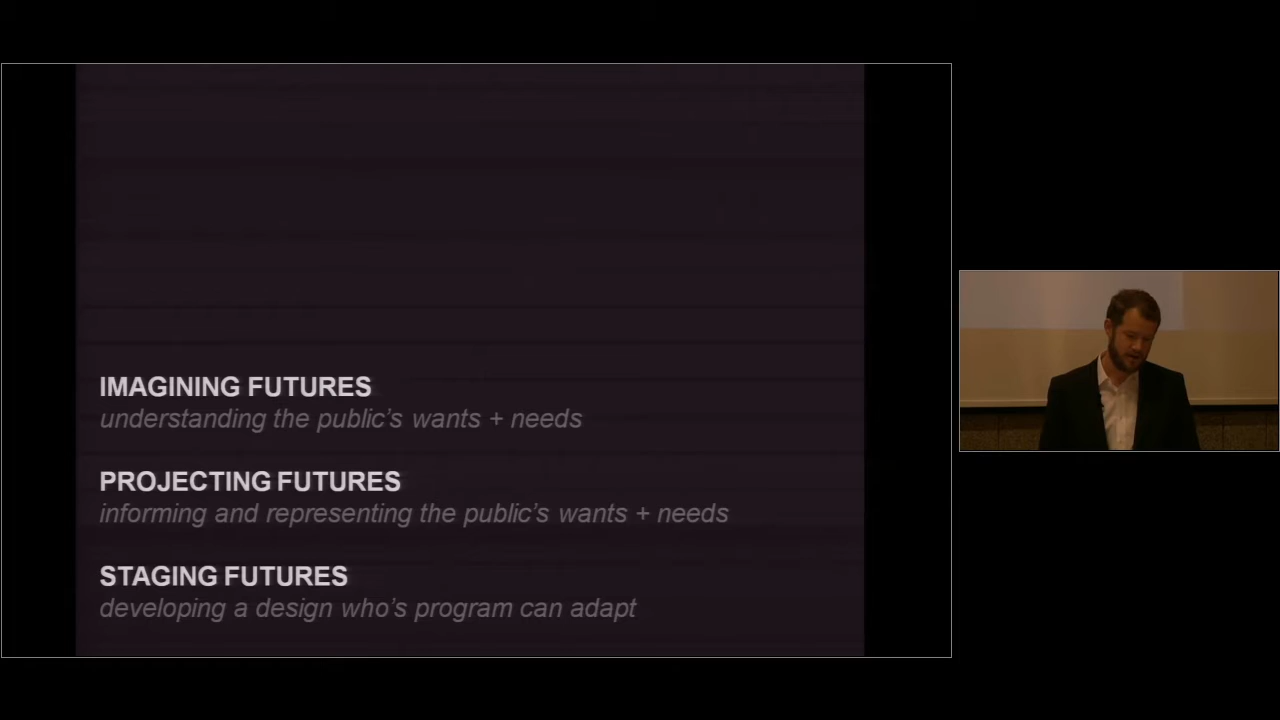 IMAGINING FUTURES
understanding the public's wants + needs
PROJECTING FUTURES
informing and representing the public's wants + needs
STAGING FUTURES
developing a design who's program can adapt